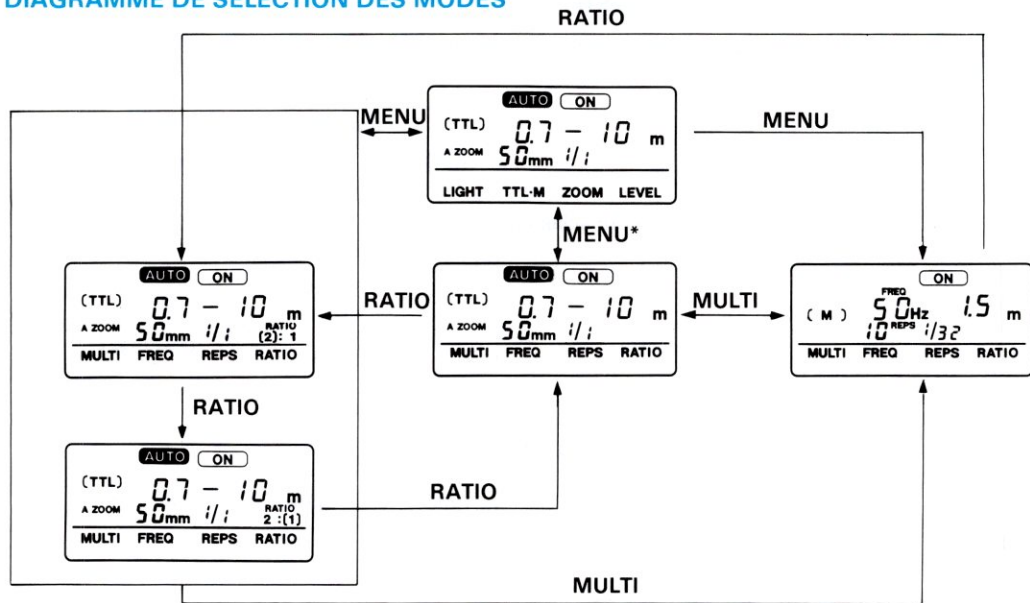 DIAGRAMME DE SÉLECTION DES MODES
RATIO
MENU
AUTO ON
(TTL) 0.7 - 10 m
A ZOOM 50mm 1/1
LIGHT TTL·M ZOOM LEVEL
MENU
MENU*
AUTO ON
(TTL) 0.7 - 10 m
A ZOOM 50mm 1/1 RATIO (2): 1
MULTI FREQ REPS RATIO
RATIO
AUTO ON
(TTL) 0.7 - 10 m
A ZOOM 50mm 1/1
MULTI FREQ REPS RATIO
MULTI
ON
FREQ
( M ) 50Hz 1.5 m
10 REPS 1/32
MULTI FREQ REPS RATIO
RATIO
AUTO ON
(TTL) 0.7 - 10 m
A ZOOM 50mm 1/1 RATIO 2 :(1)
MULTI FREQ REPS RATIO
RATIO
MULTI